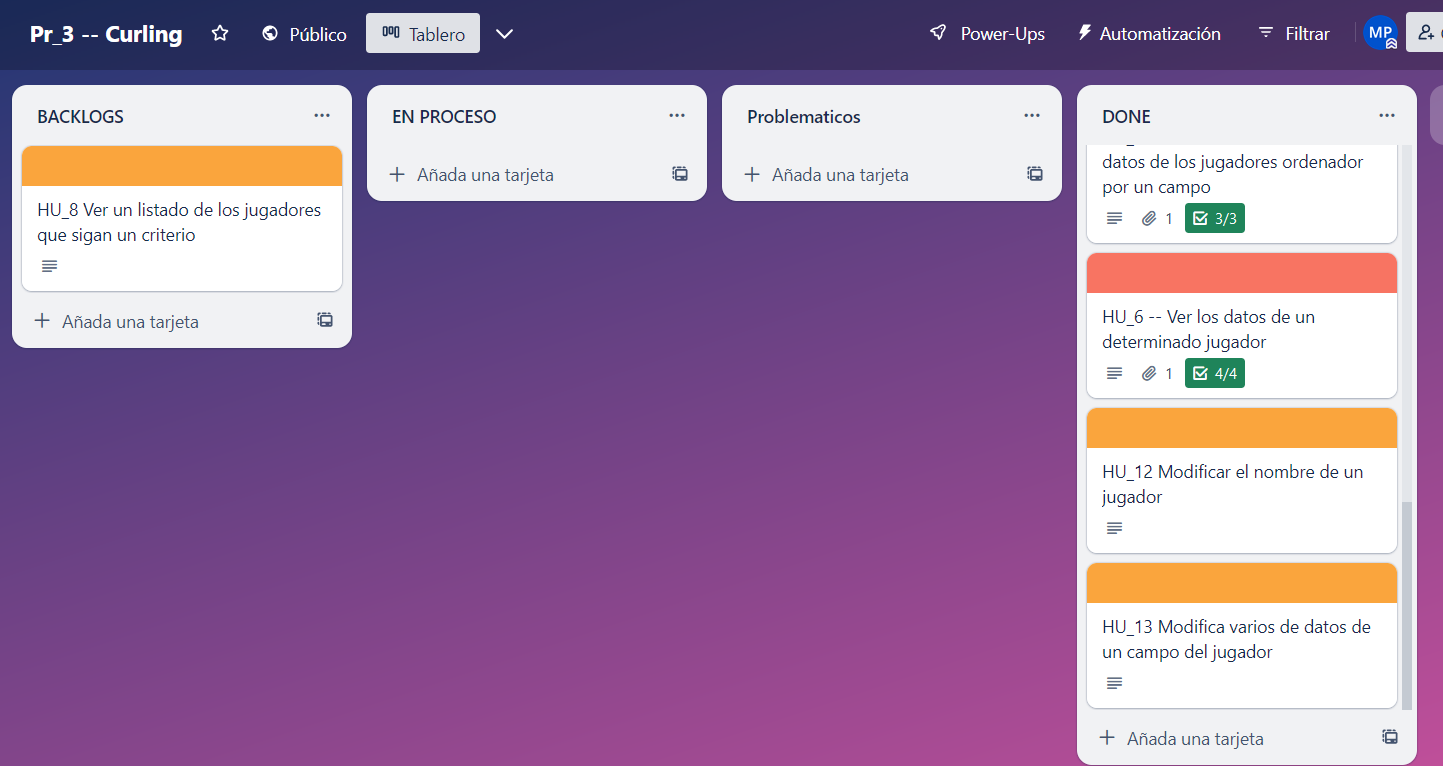 Pr_3 -- Curling
Público
Tablero
Power-Ups
Automatización
Filtrar
MP
BACKLOGS
HU_8 Ver un listado de los jugadores
que sigan un criterio
Añada una tarjeta
EN PROCESO
Añada una tarjeta
Problematicos
Añada una tarjeta
DONE
datos de los jugadores ordenador
por un campo
1
3/3
HU_6 -- Ver los datos de un
determinado jugador
1
4/4
HU_12 Modificar el nombre de un
jugador
HU_13 Modifica varios de datos de
un campo del jugador
Añada una tarjeta